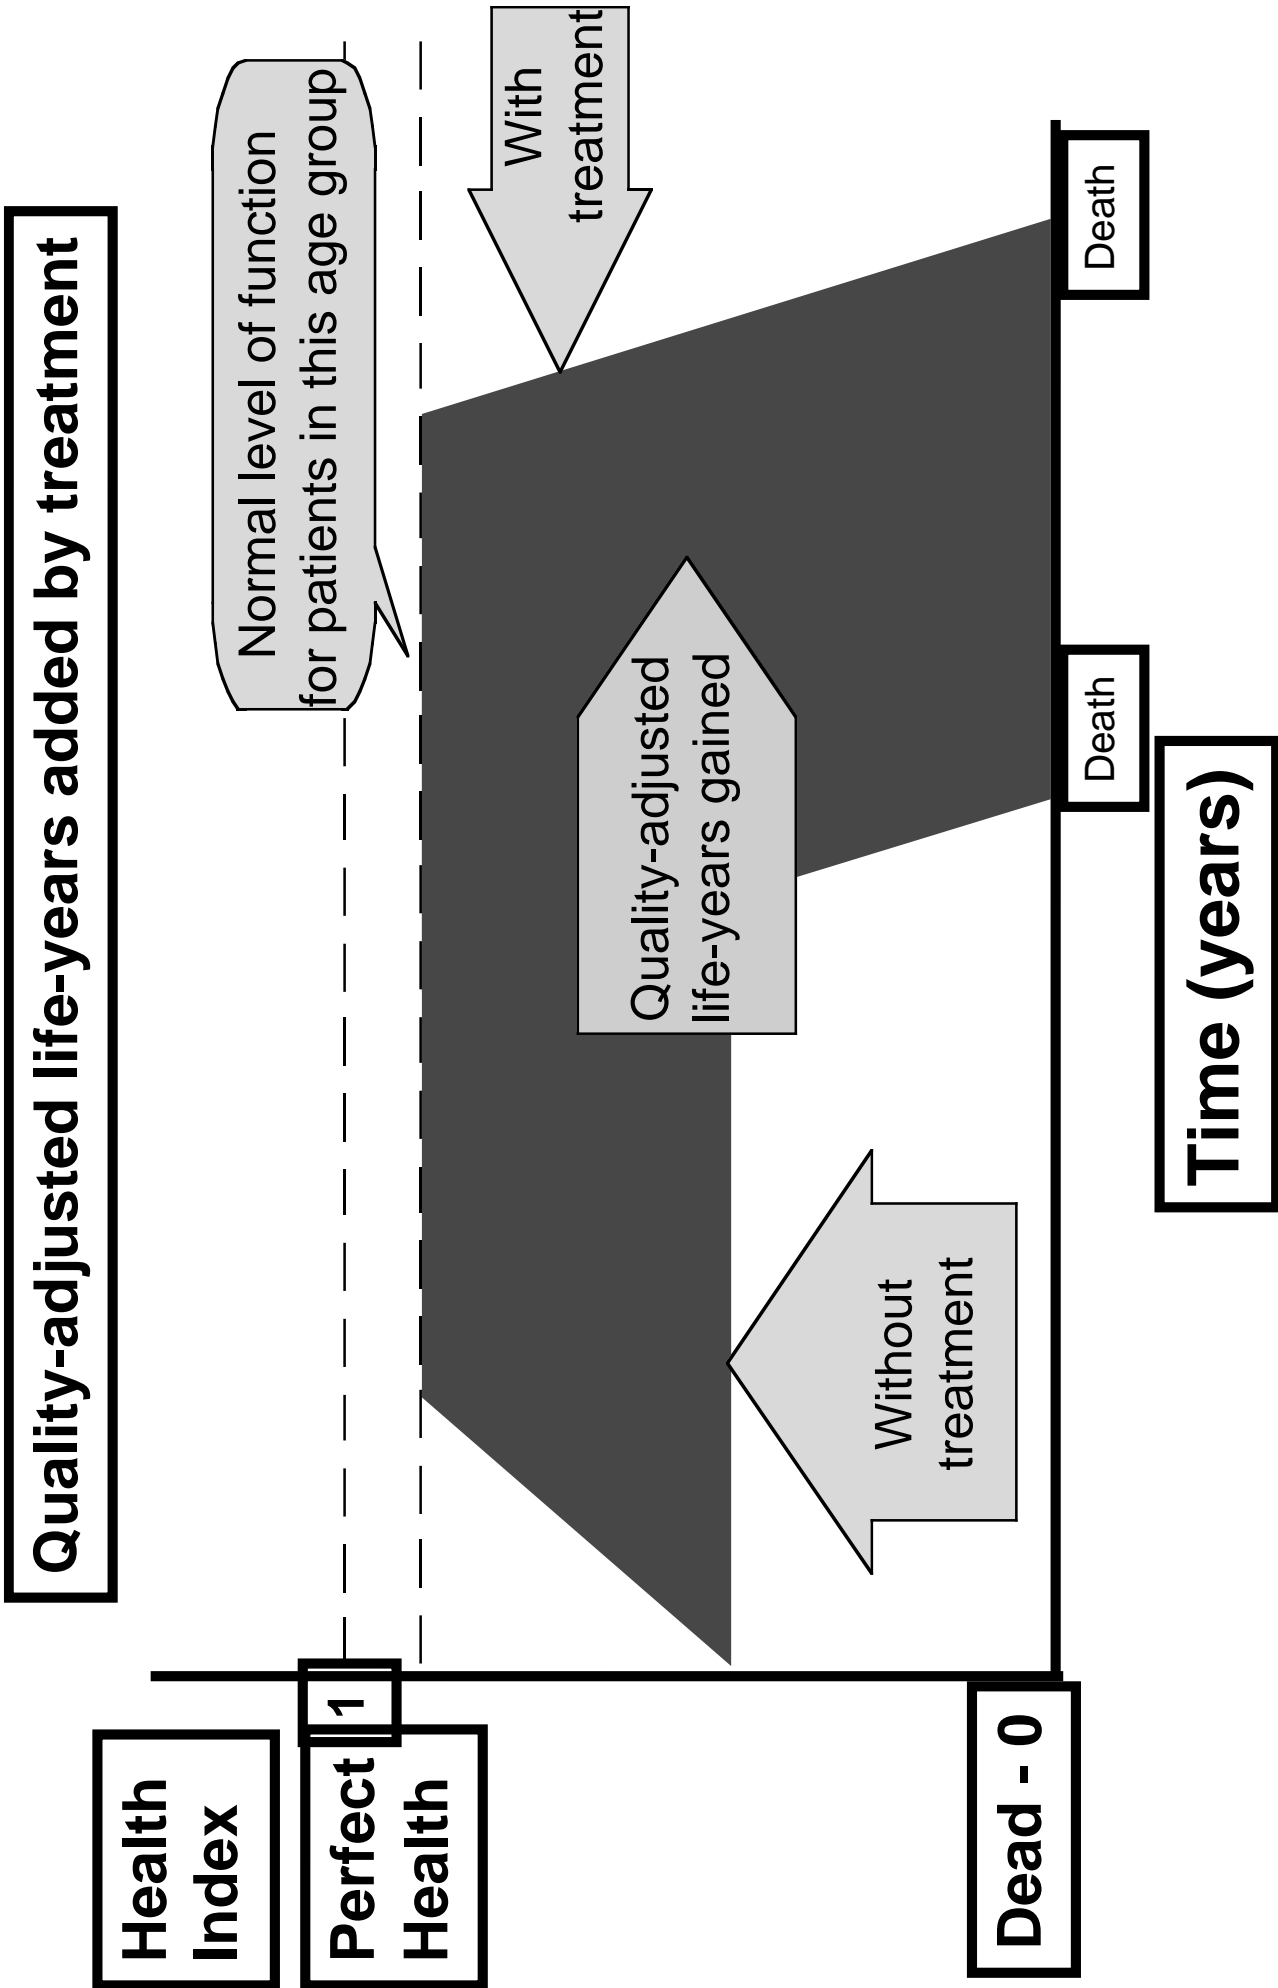 Quality-adjusted life-years added by treatment
Health
Index
Normal level of function
for patients in this age group
Perfect
Health
1
With
treatment
Quality-adjusted
life-years gained
Without
treatment
Dead - 0
Death
Death
Time (years)